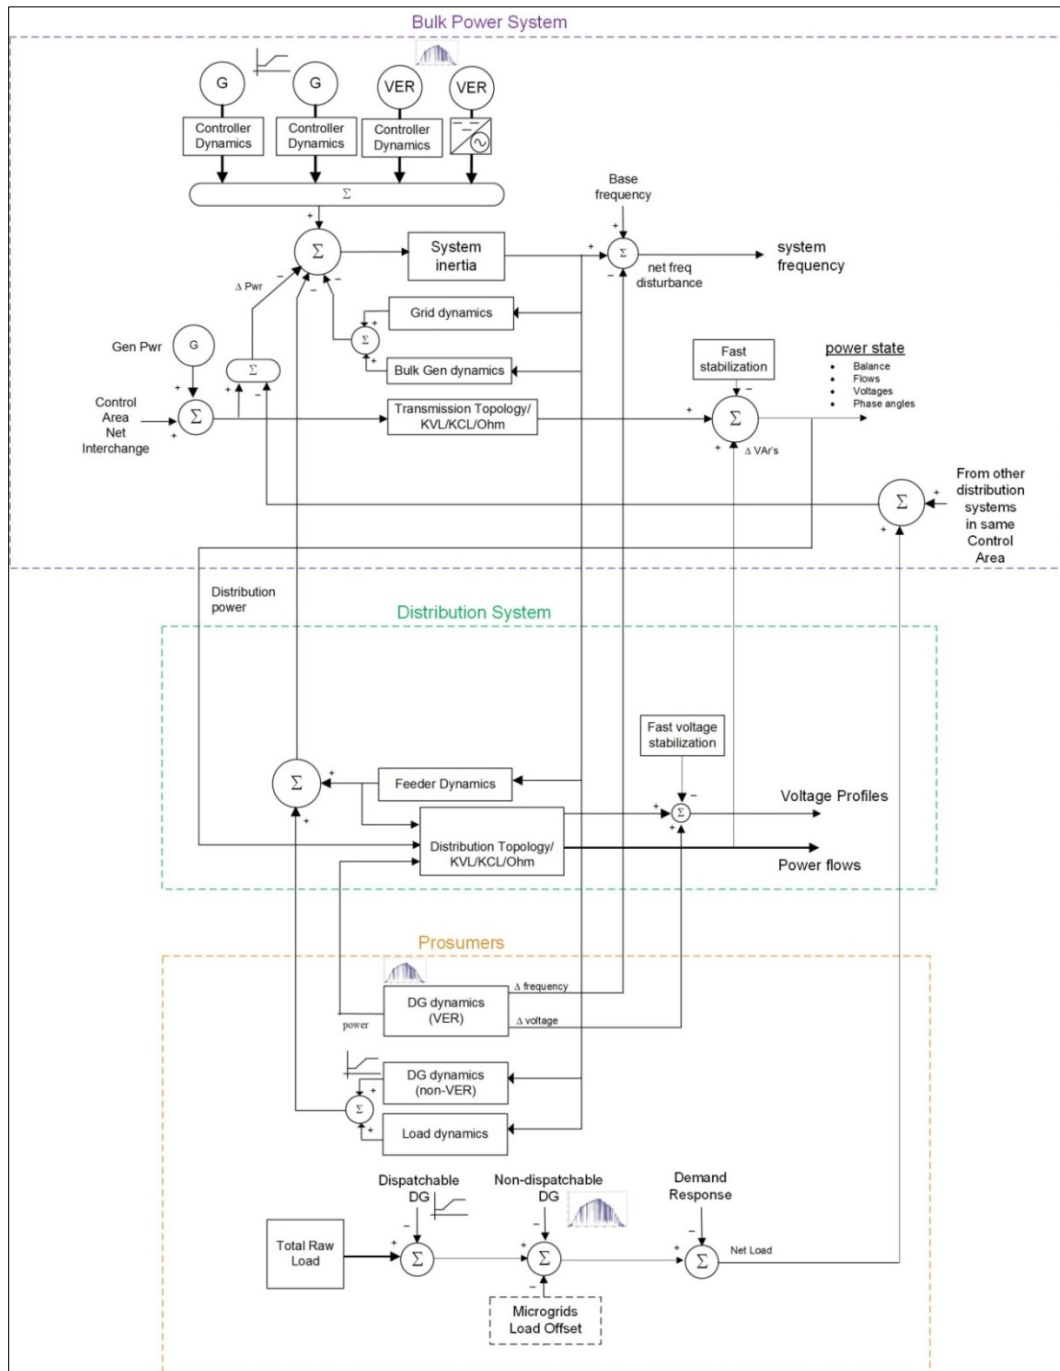 Bulk Power System
G
G
VER
VER
Controller
Dynamics
Controller
Dynamics
Controller
Dynamics
Σ
Base
frequency
+
+
Σ
System
inertia
+
Σ
system
frequency
−
−
−
−
net freq
disturbance
Δ Pwr
Grid dynamics
+
Σ
+
Bulk Gen dynamics
Gen Pwr
G
Σ
+
−
+
Control
Area
Net
Interchange
+
Σ
Transmission Topology/
KVL/KCL/Ohm
Fast
stabilization
−
+
Σ
+
Δ VAr's
power state
• Balance
• Flows
• Voltages
• Phase angles
Σ
+
+
From other
distribution
systems
in same
Control
Area
Distribution
power
Distribution System
Fast voltage
stabilization
Σ
+
+
Feeder Dynamics
−
+
Σ
+
Voltage Profiles
Distribution Topology/
KVL/KCL/Ohm
Power flows
Prosumers
DG dynamics
(VER)
Δ frequency
Δ voltage
power
DG dynamics
(non-VER)
+
Σ
+
Load dynamics
Dispatchable
DG
Non-dispatchable
DG
Demand
Response
−
−
−
Total Raw
Load
+
Σ
+
Σ
+
Σ
Net Load
−
Microgrids
Load Offset